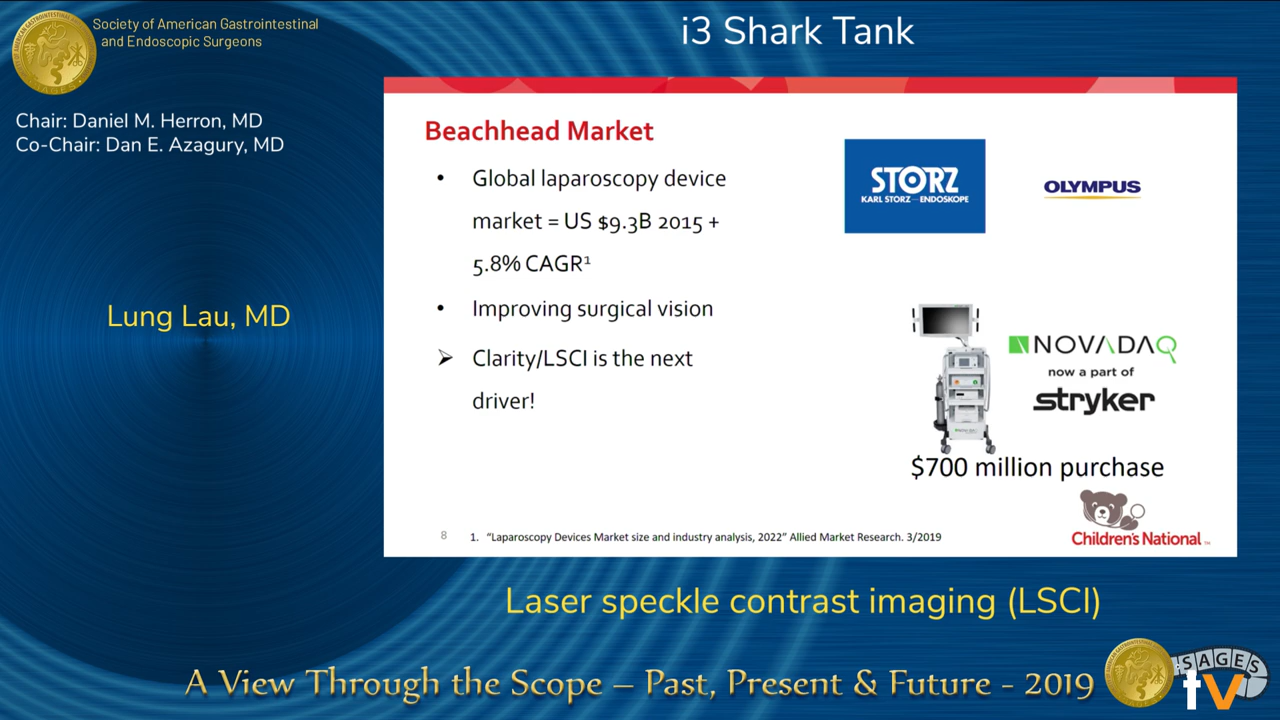 Society of American Gastrointestinal
and Endoscopic Surgeons
i3 Shark Tank
Chair: Daniel M. Herron, MD
Co-Chair: Dan E. Azagury, MD
Lung Lau, MD
Beachhead Market
• Global laparoscopy device
market = US $9.3B 2015 +
5.8% CAGR¹
• Improving surgical vision
➢ Clarity/LSCI is the next
driver!
STORZ
KARL STORZ—ENDOSKOPE
OLYMPUS
NOVADAQ
now a part of
stryker
$700 million purchase
Children's National™
8
1. "Laparoscopy Devices Market size and industry analysis, 2022" Allied Market Research. 3/2019
Laser speckle contrast imaging (LSCI)
A View Through the Scope – Past, Present & Future - 2019
SAGES
tv